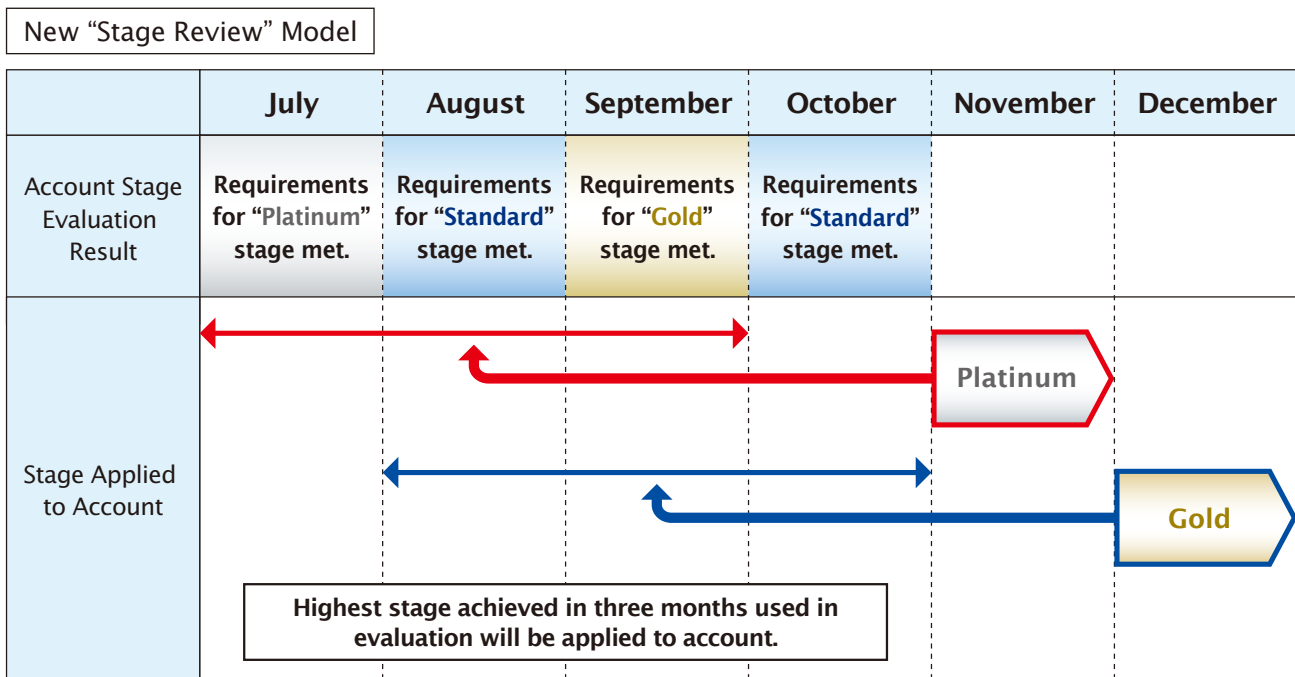 New “Stage Review” Model
July
August
September
October
November
December
Account Stage
Evaluation
Result
Requirements
for “Platinum”
stage met.
Requirements
for “Standard”
stage met.
Requirements
for “Gold”
stage met.
Requirements
for “Standard”
stage met.
Stage Applied
to Account
Platinum
Gold
Highest stage achieved in three months used in
evaluation will be applied to account.